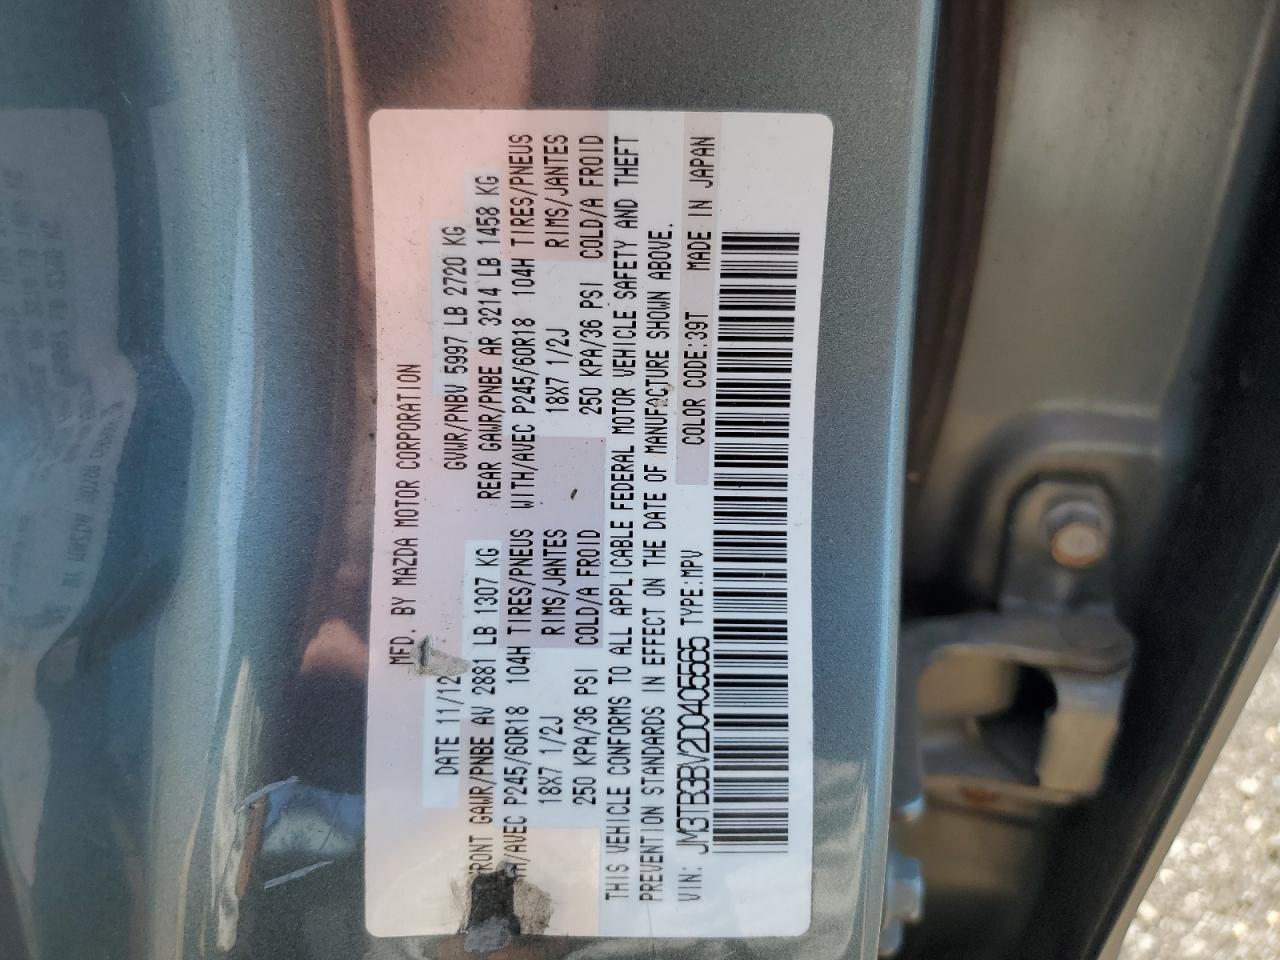 MFD. BY MAZDA MOTOR CORPORATION
DATE 11/12 GVWR/PNBV 5997 LB 2720 KG
FRONT GAWR/PNBE AV 2881 LB 1307 KG REAR GAWR/PNBE AR 3214 LB 1458 KG
WITH/AVEC P245/60R18 104H TIRES/PNEUS WITH/AVEC P245/60R18 104H TIRES/PNEUS
18X7 1/2J RIMS/JANTES 18X7 1/2J RIMS/JANTES
250 KPA/36 PSI COLD/A FROID 250 KPA/36 PSI COLD/A FROID
THIS VEHICLE CONFORMS TO ALL APPLICABLE FEDERAL MOTOR VEHICLE SAFETY AND THEFT
PREVENTION STANDARDS IN EFFECT ON THE DATE OF MANUFACTURE SHOWN ABOVE.
VIN: JM3TB3BV2D0405665 TYPE:MPV COLOR CODE:39T MADE IN JAPAN